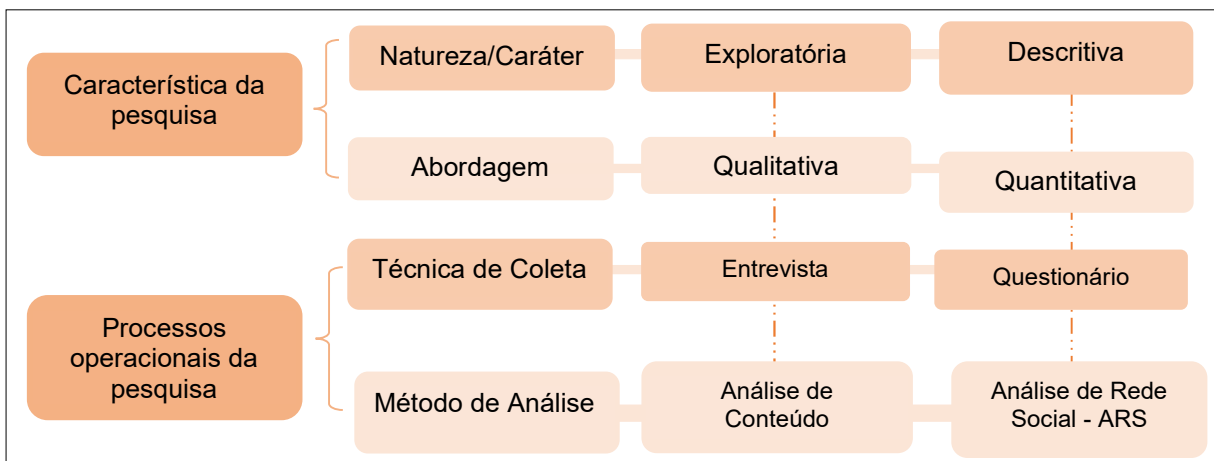 Característica da
pesquisa
Natureza/Caráter
Exploratória
Descritiva
Abordagem
Qualitativa
Quantitativa
Processos
operacionais da
pesquisa
Técnica de Coleta
Entrevista
Questionário
Método de Análise
Análise de
Conteúdo
Análise de Rede
Social - ARS